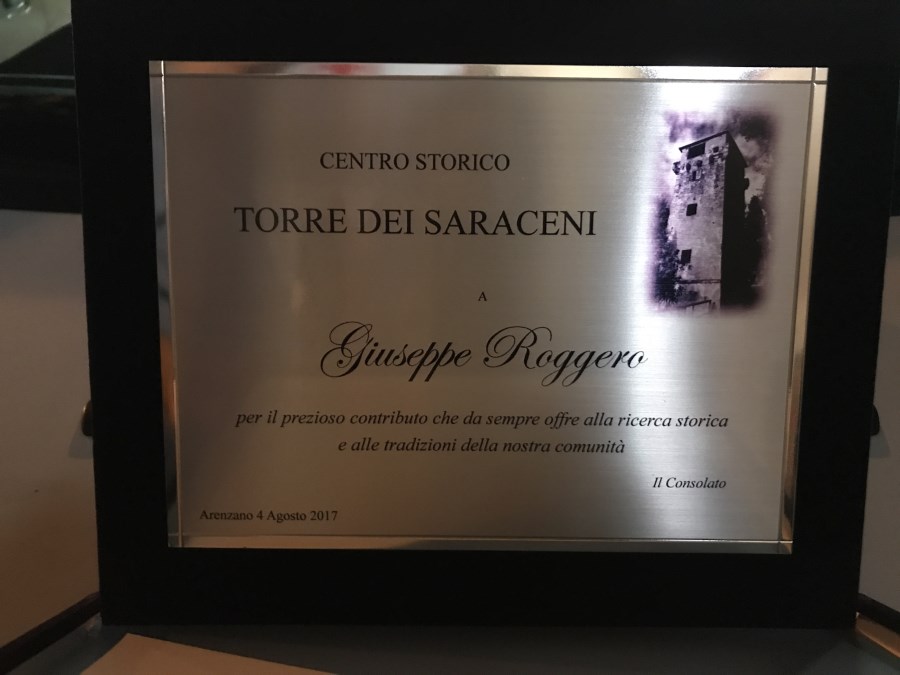 CENTRO STORICO
TORRE DEI SARACENI
A
Giuseppe Roggero
per il prezioso contributo che da sempre offre alla ricerca storica
e alle tradizioni della nostra comunità
Il Consolato
Arenzano 4 Agosto 2017